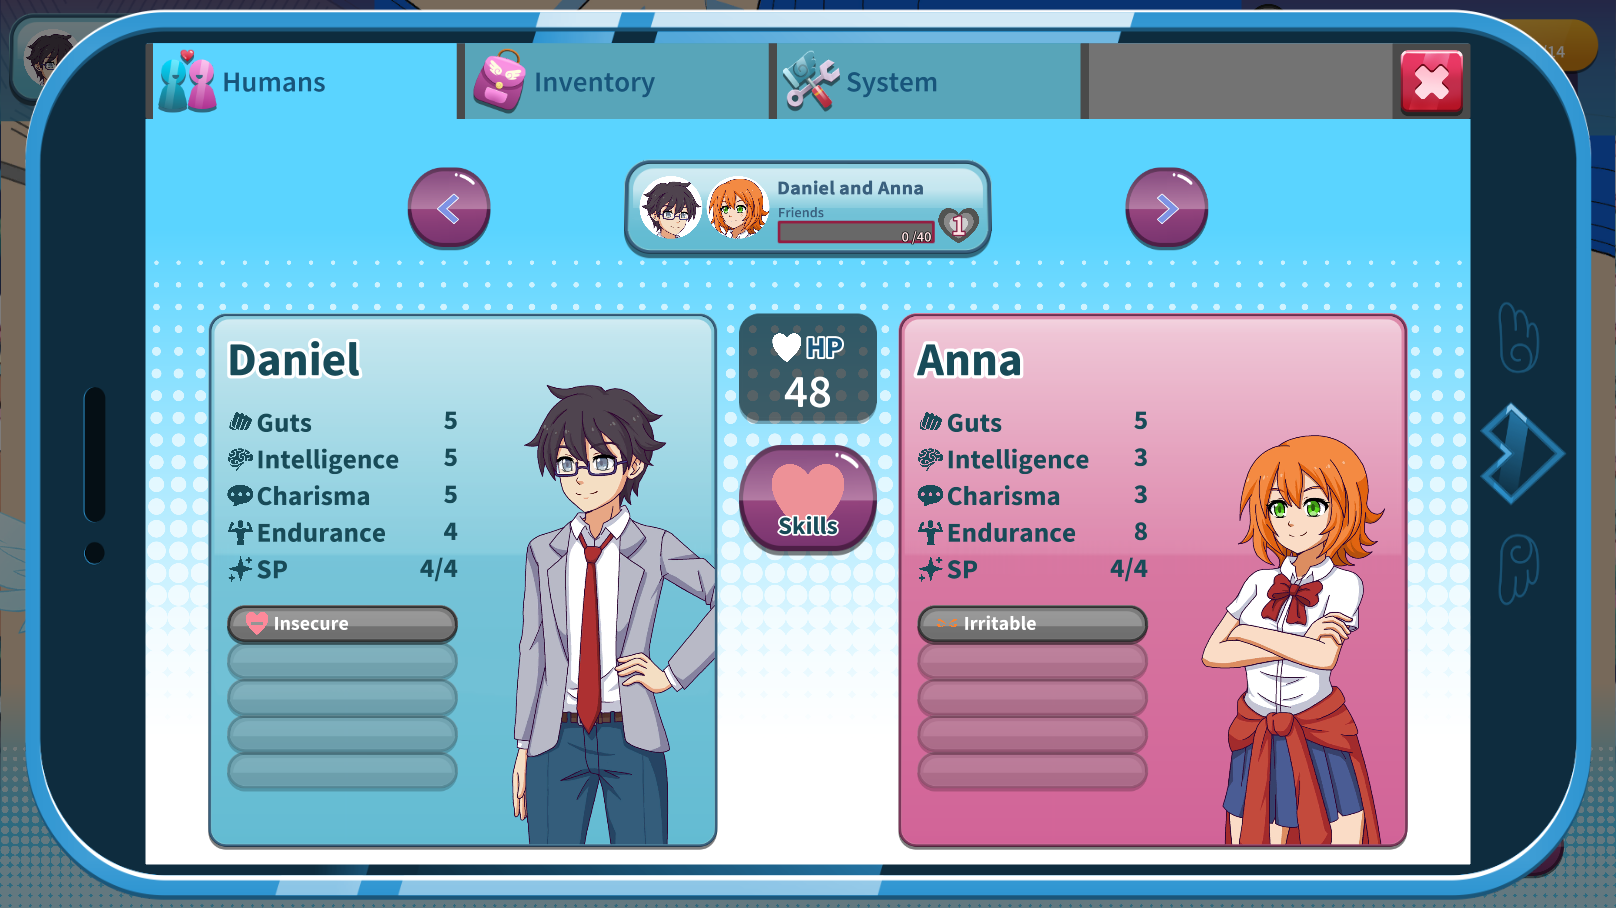 Humans
Inventory
System
/14
<
Daniel and Anna
Friends
0/40
1
>
Daniel
Guts 5
Intelligence 5
Charisma 5
Endurance 4
SP 4/4
Insecure
HP
48
Skills
Anna
Guts 5
Intelligence 3
Charisma 3
Endurance 8
SP 4/4
Irritable